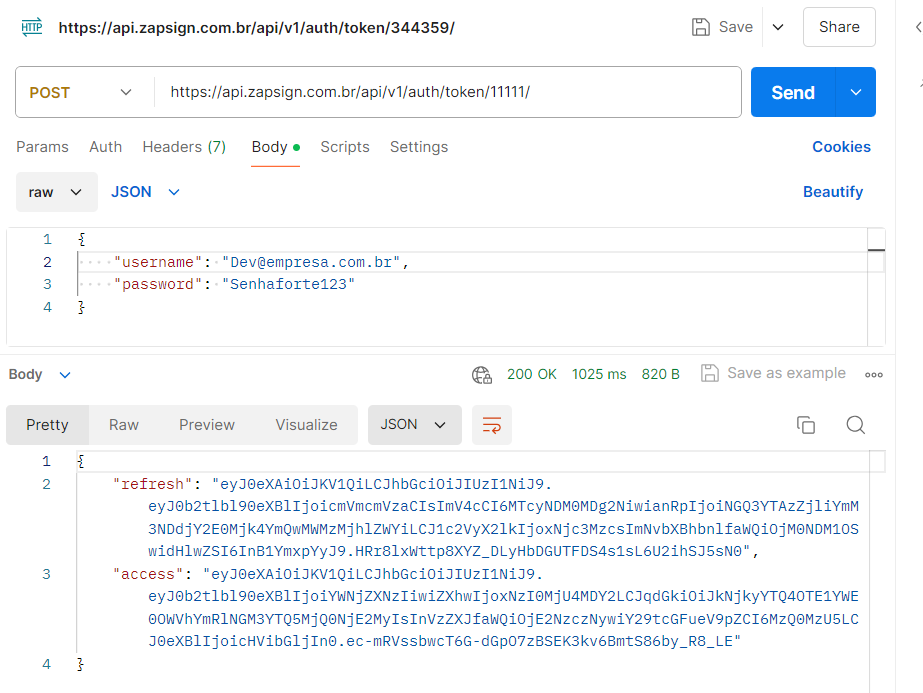 HTTP https://api.zapsign.com.br/api/v1/auth/token/344359/ Save Share
POST https://api.zapsign.com.br/api/v1/auth/token/11111/ Send
Params Auth Headers (7) Body Scripts Settings Cookies
raw JSON Beautify
1 {
2 ····"username":·"Dev@empresa.com.br",
3 ····"password":·"Senhaforte123"
4 }
Body 200 OK 1025 ms 820 B Save as example
Pretty Raw Preview Visualize JSON
1 {
2 "refresh": "eyJ0eXAiOiJKV1QiLCJhbGciOiJIUzI1NiJ9.
eyJ0b2tlbl90eXBlIjoicmVmcmVzaCIsImV4cCI6MTcyNDM0MDg2NiwianRpIjoiNGQ3YTAzZjliYmM
3NDdjY2E0Mjk4YmQwMWMzMjhlZWYiLCJ1c2VyX2lkIjoxNjc3MzcsImNvbXBhbnlfaWQiOjM0NDM1OS
widHlwZSI6InB1YmxpYyJ9.HRr8lxWttp8XYZ_DLyHbDGUTFDS4s1sL6U2ihSJ5sN0",
3 "access": "eyJ0eXAiOiJKV1QiLCJhbGciOiJIUzI1NiJ9.
eyJ0b2tlbl90eXBlIjoiYWNjZXNzIiwiZXhwIjoxNzI0MjU4MDY2LCJqdGkiOiJkNjkyYTQ4OTE1YWE
0OWVhYmRlNGM3YTQ5MjQ0NjE2MyIsInVzZXJfaWQiOjE2NzczNywiY29tcGFueV9pZCI6MzQ0MzU5LC
J0eXBlIjoicHVibGljIn0.ec-mRVssbwcT6G-dGpO7zBSEK3kv6BmtS86by_R8_LE"
4 }